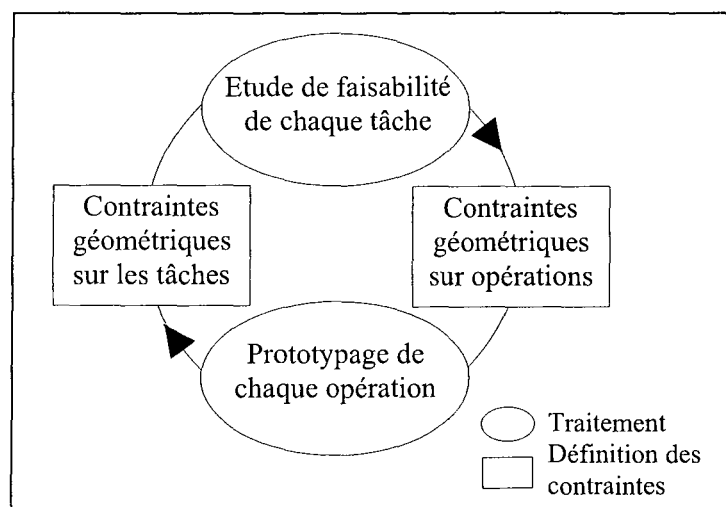 Etude de faisabilité
de chaque tâche
Contraintes
géométriques
sur les tâches
Contraintes
géométriques
sur opérations
Prototypage de
chaque opération
Traitement
Définition des
contraintes